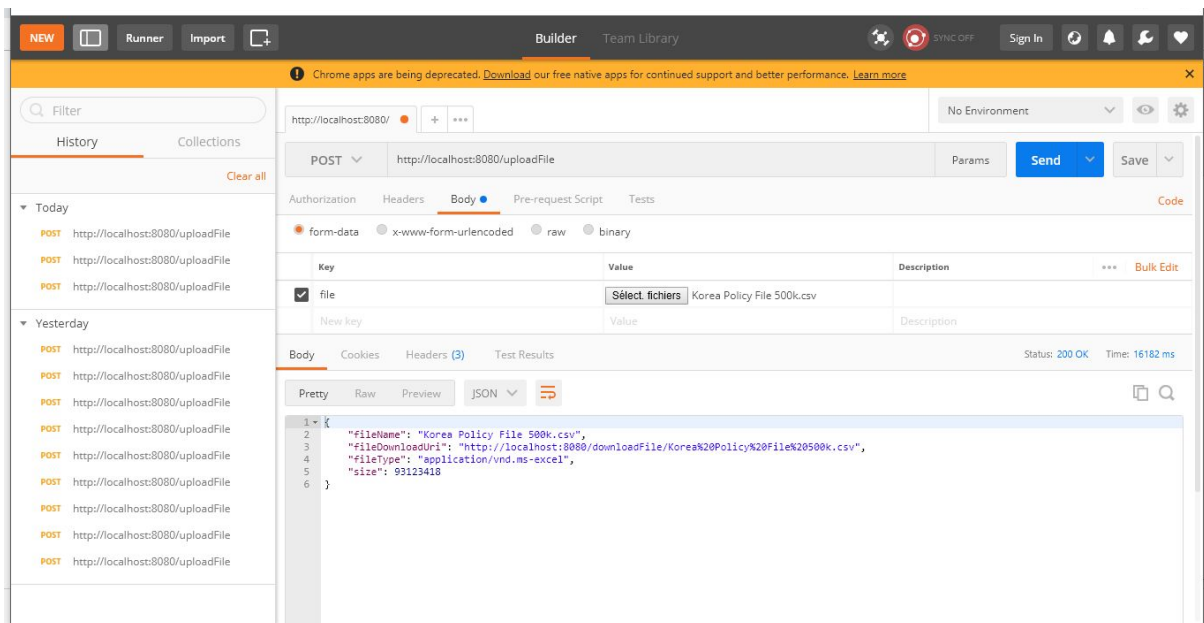 NEW Runner Import Builder Team Library SYNC OFF Sign In
Chrome apps are being deprecated. Download our free native apps for continued support and better performance. Learn more
Filter
History Collections
Clear all
Today
POST http://localhost:8080/uploadFile
POST http://localhost:8080/uploadFile
POST http://localhost:8080/uploadFile
Yesterday
POST http://localhost:8080/uploadFile
POST http://localhost:8080/uploadFile
POST http://localhost:8080/uploadFile
POST http://localhost:8080/uploadFile
POST http://localhost:8080/uploadFile
POST http://localhost:8080/uploadFile
POST http://localhost:8080/uploadFile
POST http://localhost:8080/uploadFile
POST http://localhost:8080/uploadFile
http://localhost:8080/ + ••• No Environment
POST http://localhost:8080/uploadFile Params Send Save
Authorization Headers Body Pre-request Script Tests Code
form-data x-www-form-urlencoded raw binary
Key Value Description ••• Bulk Edit
file Sélect. fichiers Korea Policy File 500k.csv
New key Value Description
Body Cookies Headers (3) Test Results Status: 200 OK Time: 16182 ms
Pretty Raw Preview JSON
1 {
2 "fileName": "Korea Policy File 500k.csv",
3 "fileDownloadUri": "http://localhost:8080/downloadFile/Korea%20Policy%20File%20500k.csv",
4 "fileType": "application/vnd.ms-excel",
5 "size": 93123418
6 }